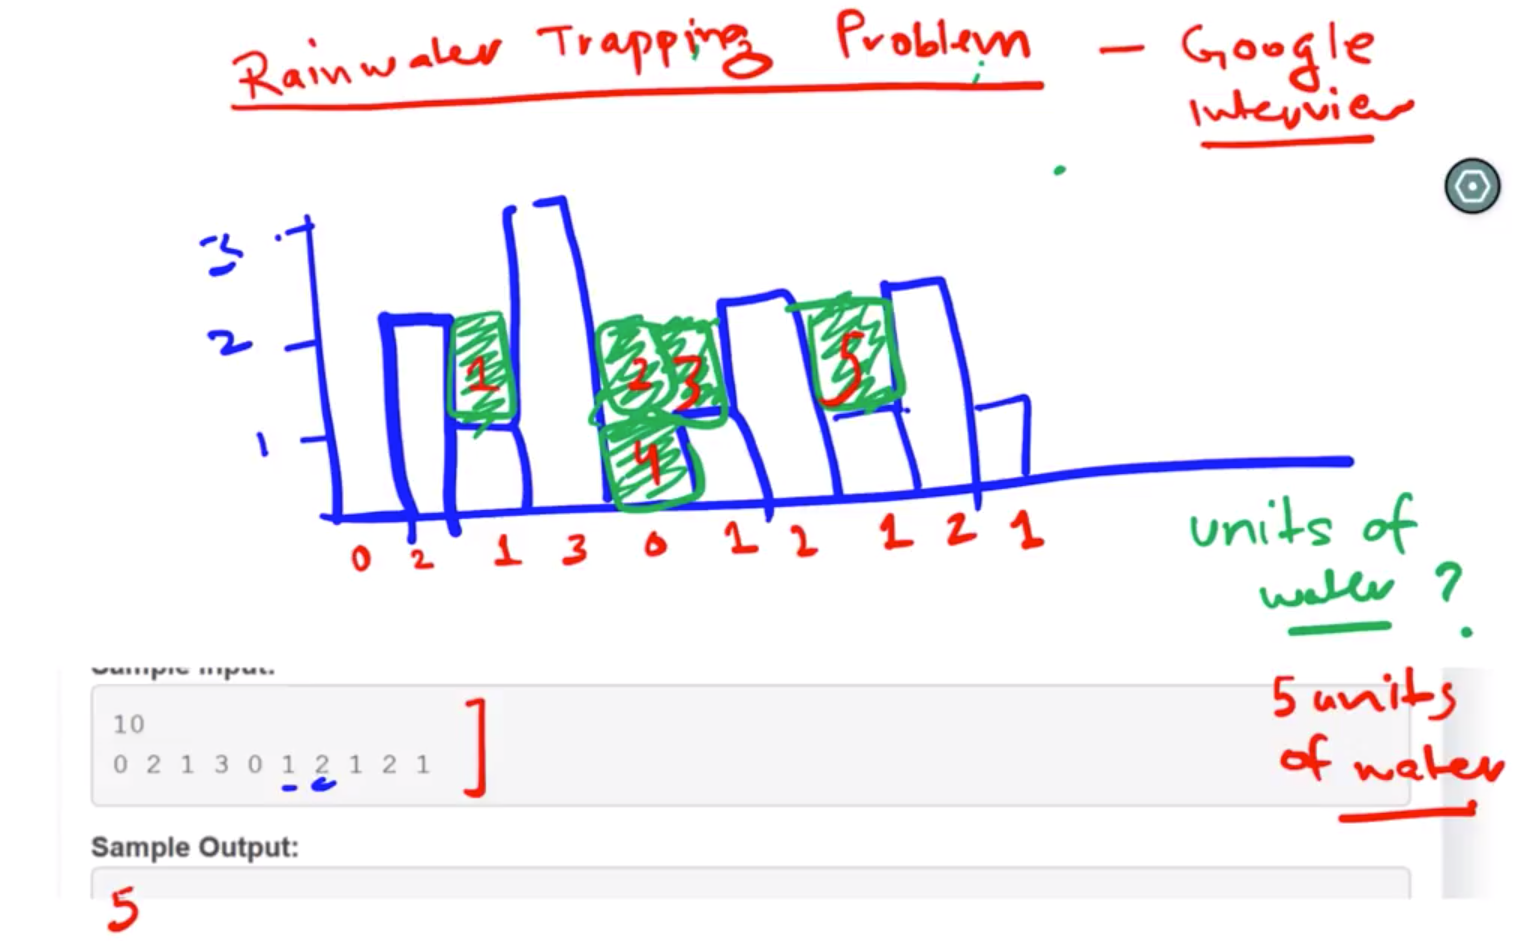 Rainwater Trapping Problem — Google
Interview
3
2
1
1
2 3
5
4
0 2 1 3 0 1 2 1 2 1
units of
water ?
Sample Input:
10
0 2 1 3 0 1 2 1 2 1 ]
5 units
of water
Sample Output:
5